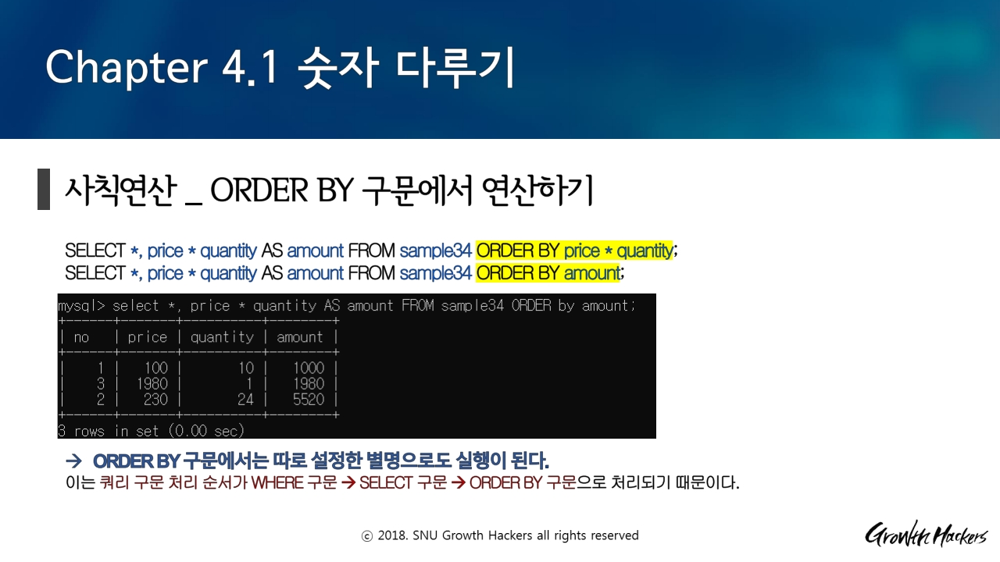 Chapter 4.1 숫자 다루기
사칙연산 _ ORDER BY 구문에서 연산하기
SELECT *, price * quantity AS amount FROM sample34 ORDER BY price * quantity;
SELECT *, price * quantity AS amount FROM sample34 ORDER BY amount;
mysql> select *, price * quantity AS amount FROM sample34 ORDER by amount;
+------+-------+----------+--------+
| no   | price | quantity | amount |
+------+-------+----------+--------+
|    1 |   100 |       10 |   1000 |
|    3 |  1980 |        1 |   1980 |
|    2 |   230 |       24 |   5520 |
+------+-------+----------+--------+
3 rows in set (0.00 sec)
→ ORDER BY 구문에서는 따로 설정한 별명으로도 실행이 된다.
이는 쿼리 구문 처리 순서가 WHERE 구문 → SELECT 구문 → ORDER BY 구문으로 처리되기 때문이다.
ⓒ 2018. SNU Growth Hackers all rights reserved
Growth Hackers